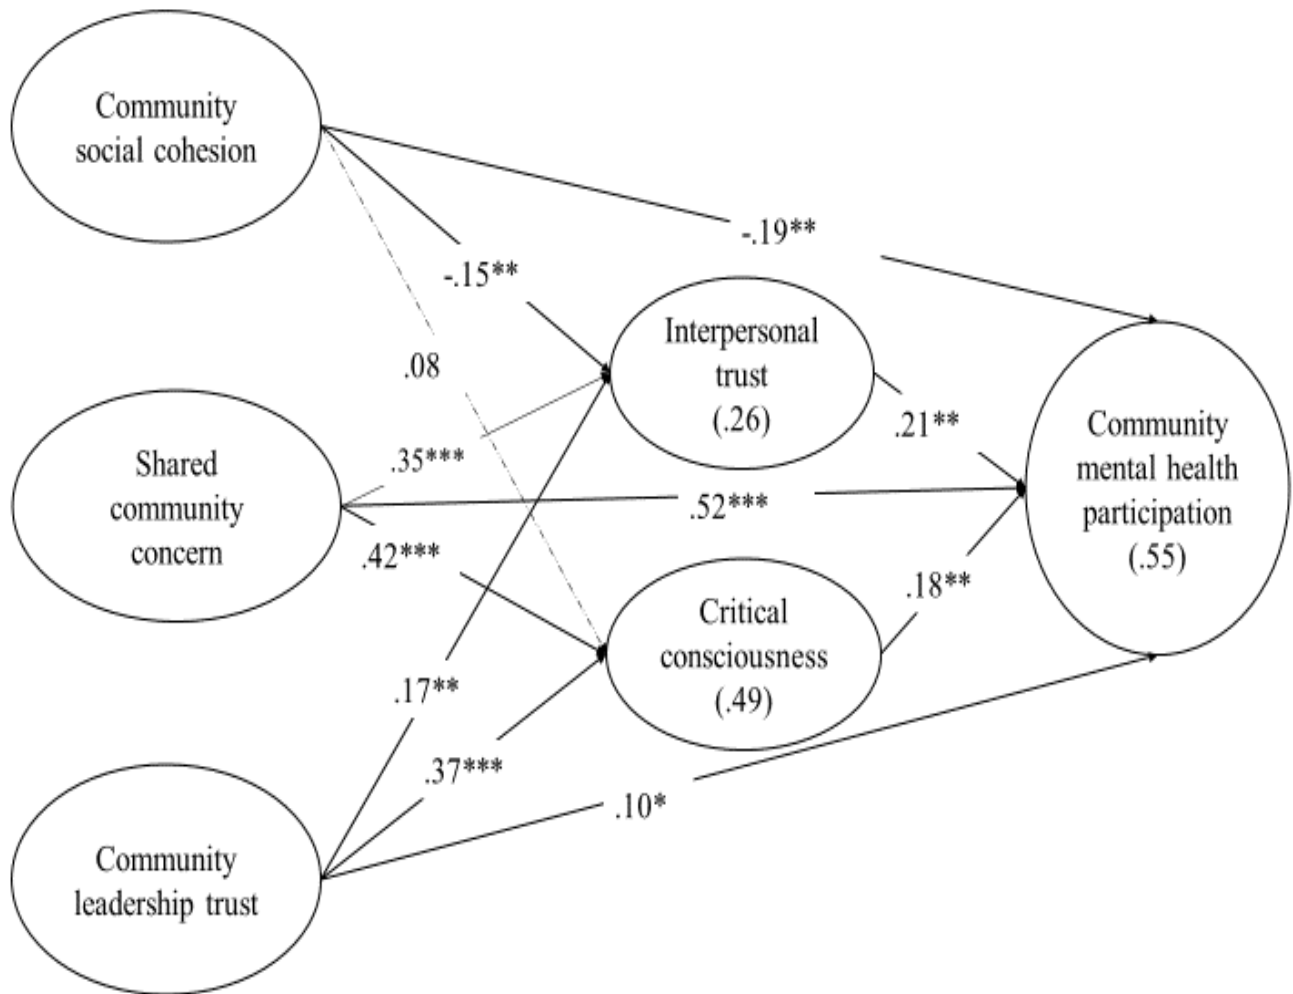 Community
social cohesion
-.19**
-.15**
Interpersonal
trust
(.26)
.08
.21**
Community
mental health
participation
(.55)
.35***
Shared
community
concern
.52***
.42***
.18**
Critical
consciousness
(.49)
.17**
.37***
.10*
Community
leadership trust